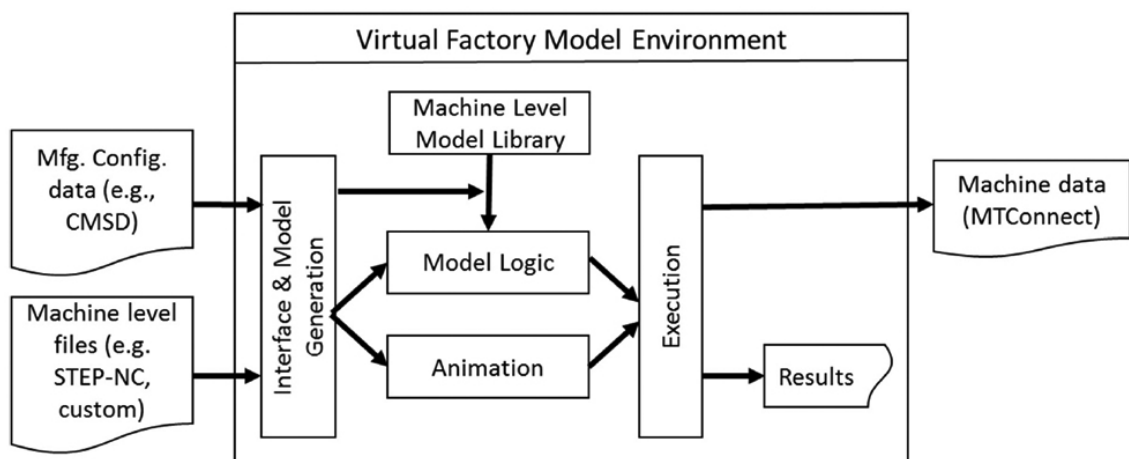 Virtual Factory Model Environment
Mfg. Config.
data (e.g.,
CMSD)
Machine level
files (e.g.
STEP-NC,
custom)
Interface & Model
Generation
Machine Level
Model Library
Model Logic
Animation
Execution
Machine data
(MTConnect)
Results